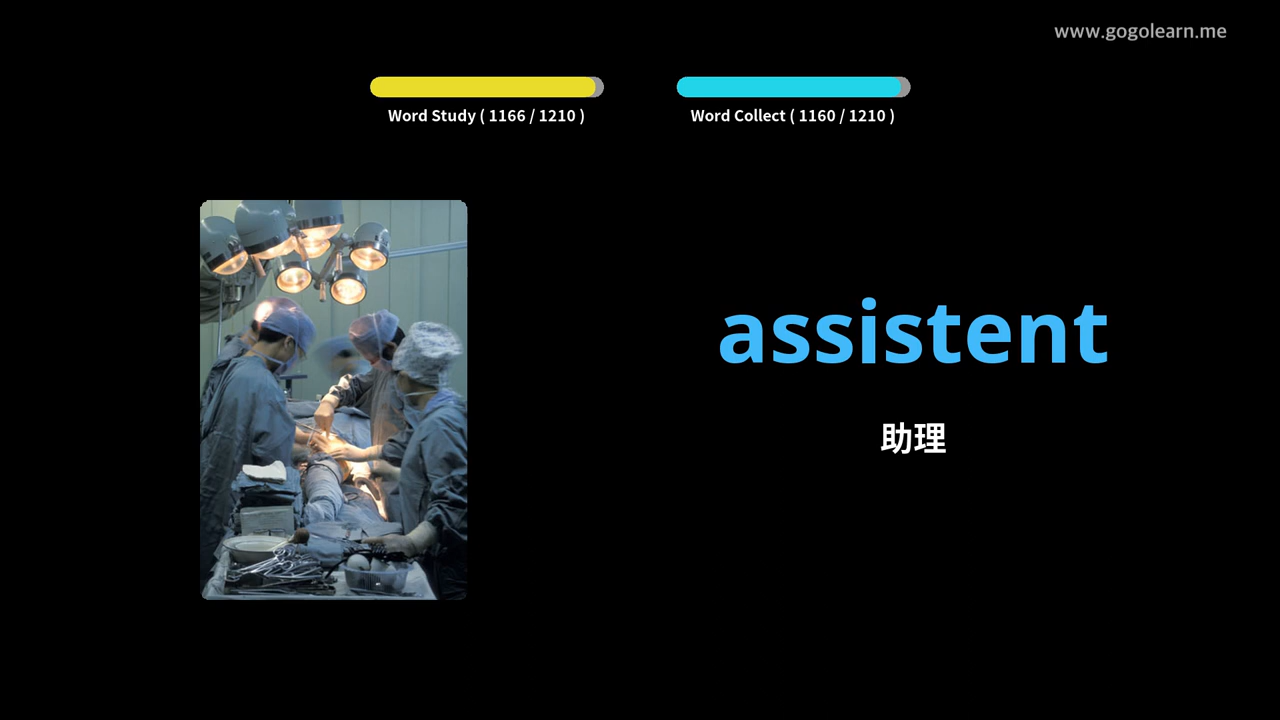 www.gogolearn.me
Word Study ( 1166 / 1210 )
Word Collect ( 1160 / 1210 )
assistent
助理